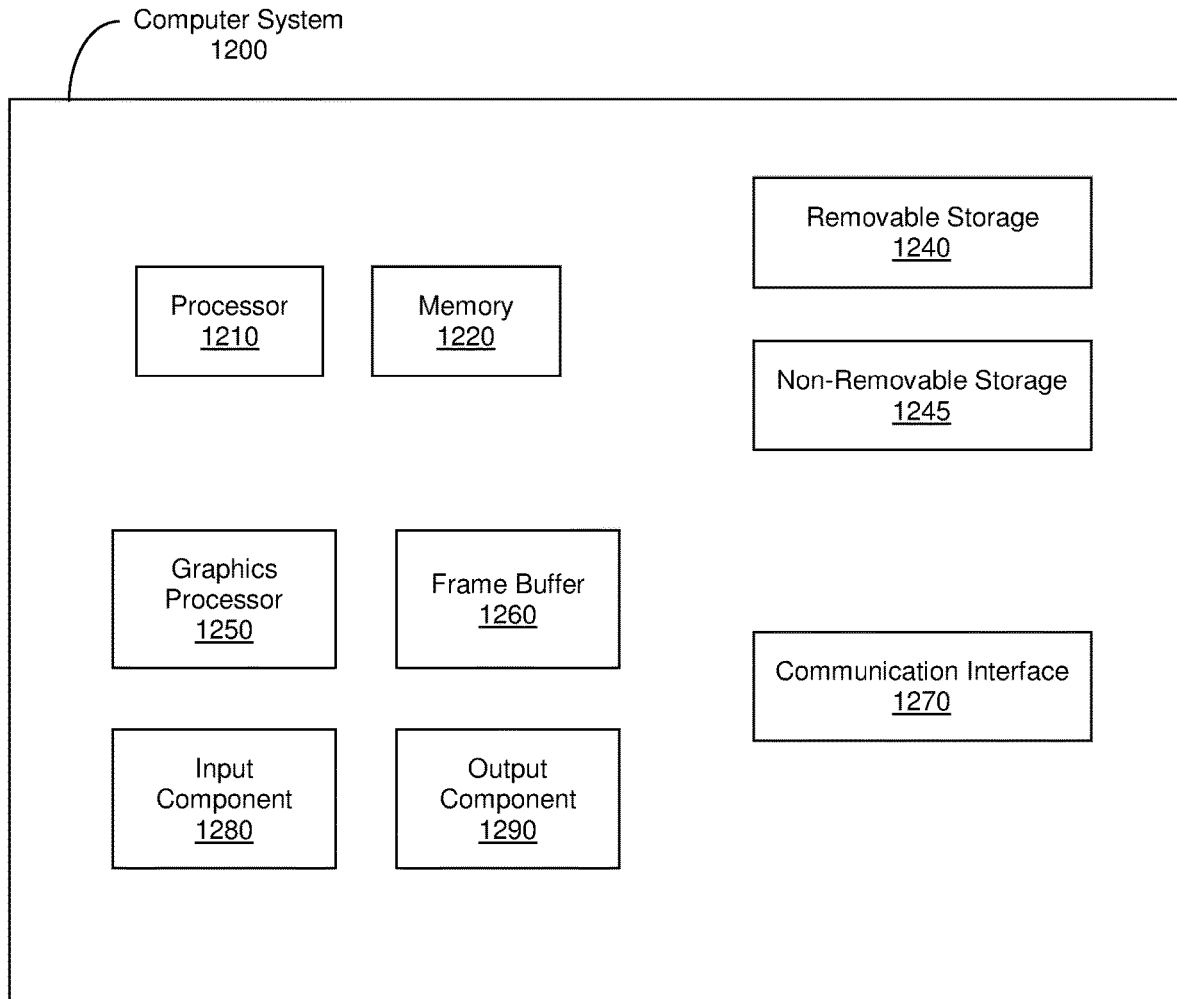 Computer System
1200
Removable Storage
1240
Processor
1210
Memory
1220
Non-Removable Storage
1245
Graphics
Processor
1250
Frame Buffer
1260
Communication Interface
1270
Input
Component
1280
Output
Component
1290